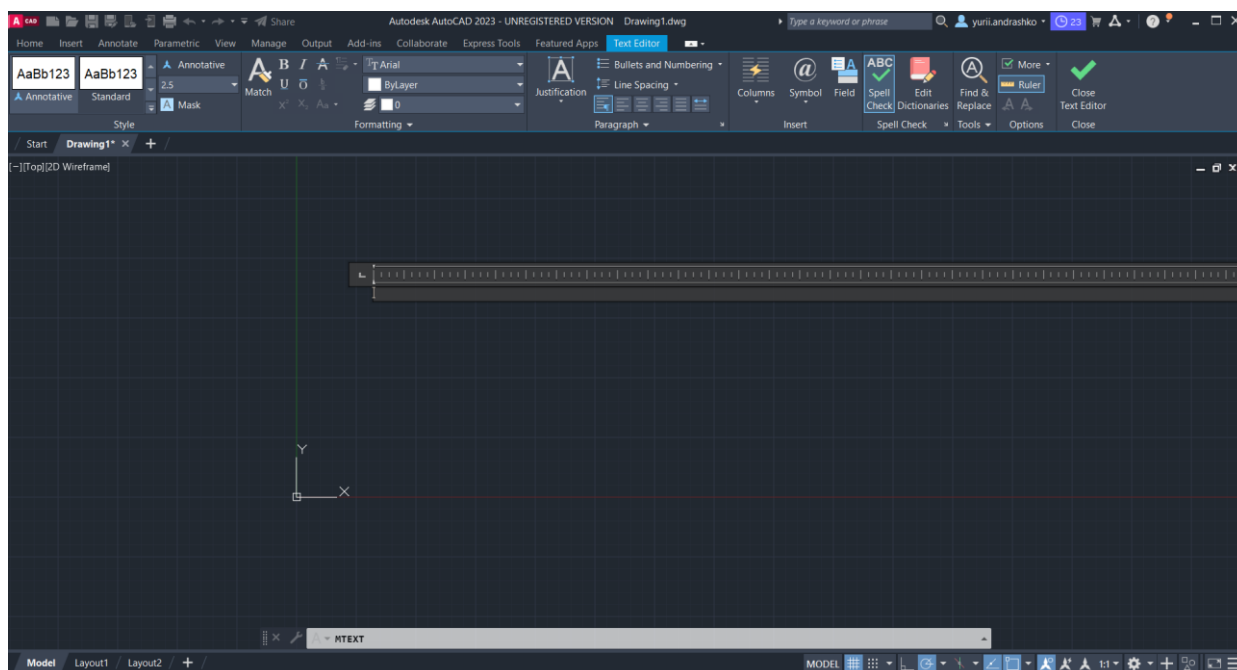 A CAD Share Autodesk AutoCAD 2023 - UNREGISTERED VERSION Drawing1.dwg Type a keyword or phrase yurii.andrashko 23
Home Insert Annotate Parametric View Manage Output Add-ins Collaborate Express Tools Featured Apps Text Editor
AaBb123 AaBb123 Annotative 2.5 Mask
Annotative Standard
Style
Match B I A Arial
U O ByLayer
X² X₂ Aa 0
Formatting
A Justification Bullets and Numbering
Line Spacing
Paragraph
Columns @ Symbol A Field
Insert
ABC Spell Check Edit Dictionaries
Spell Check
A Find & Replace
Tools
More
Ruler
A A
Options
Close Text Editor
Close
Start Drawing1* × +
[−][Top][2D Wireframe]
Y
X
MTEXT
Model Layout1 Layout2 + MODEL 1:1